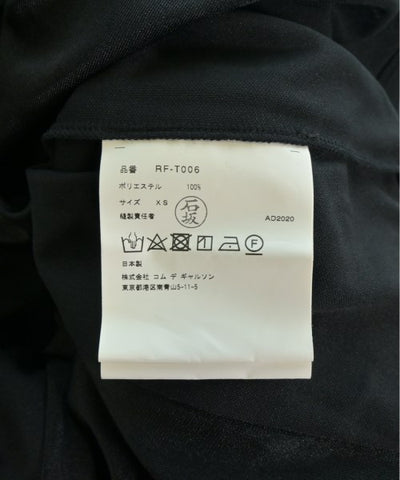 品番 RF-T006
ポリエステル 100%
サイズ XS
縫製責任者 石坂 AD2020
日本製
株式会社 コム デ ギャルソン
東京都港区南青山5-11-5